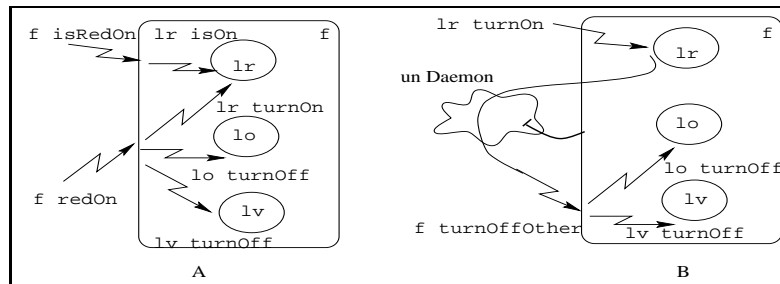 f isRedOn
lr isOn
f
lr
lr turnOn
lo
lo turnOff
f redOn
lv
lv turnOff
A
lr turnOn
f
lr
un Daemon
lo
lo turnOff
lv
f turnOffOther
lv turnOff
B